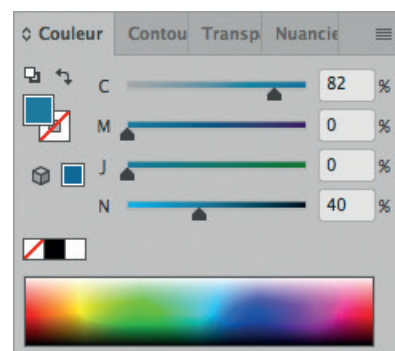 Couleur Contou Transp Nuancie
C 82 %
M 0 %
J 0 %
N 40 %